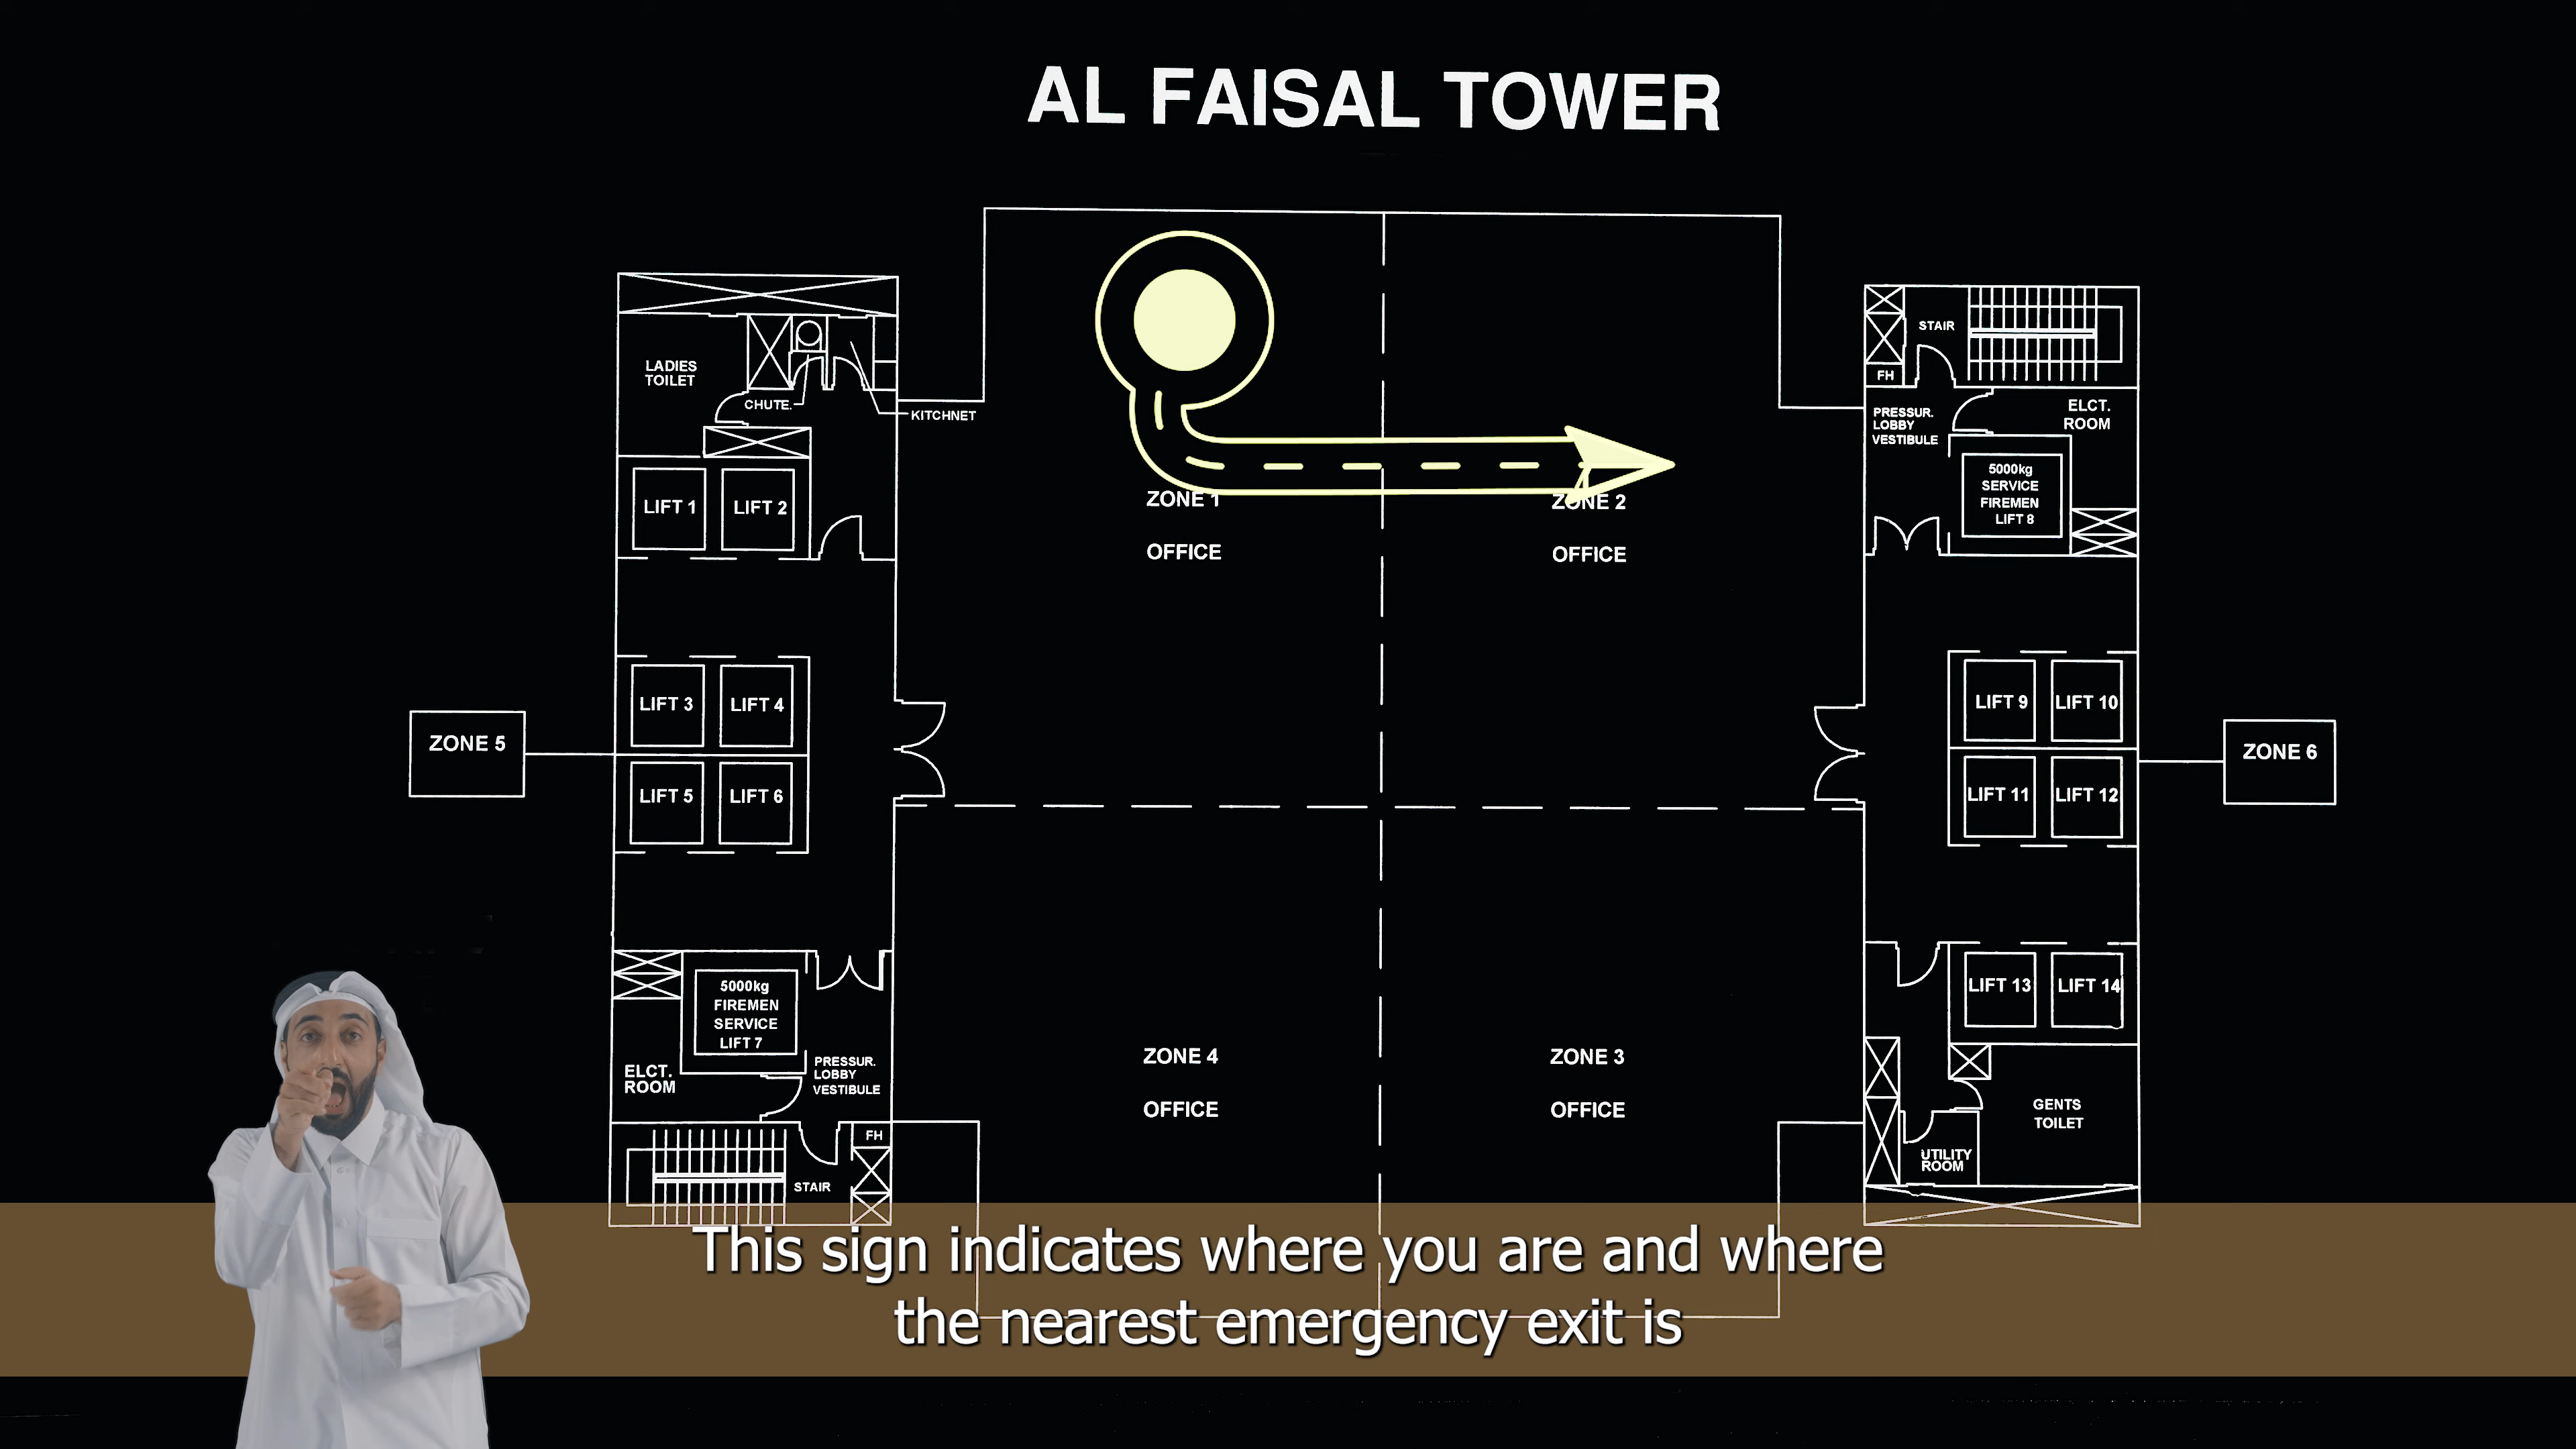 AL FAISAL TOWER
LADIES
TOILET
CHUTE.
KITCHNET
LIFT 1
LIFT 2
ZONE 1
OFFICE
ZONE 2
OFFICE
STAIR
FH
PRESSUR.
LOBBY
VESTIBULE
ELCT.
ROOM
5000kg
SERVICE
FIREMEN
LIFT 8
LIFT 3
LIFT 4
LIFT 5
LIFT 6
ZONE 5
LIFT 9
LIFT 10
LIFT 11
LIFT 12
ZONE 6
5000kg
FIREMEN
SERVICE
LIFT 7
ELCT.
ROOM
PRESSUR.
LOBBY
VESTIBULE
FH
STAIR
ZONE 4
OFFICE
ZONE 3
OFFICE
LIFT 13
LIFT 14
GENTS
TOILET
UTILITY
ROOM
This sign indicates where you are and where
the nearest emergency exit is